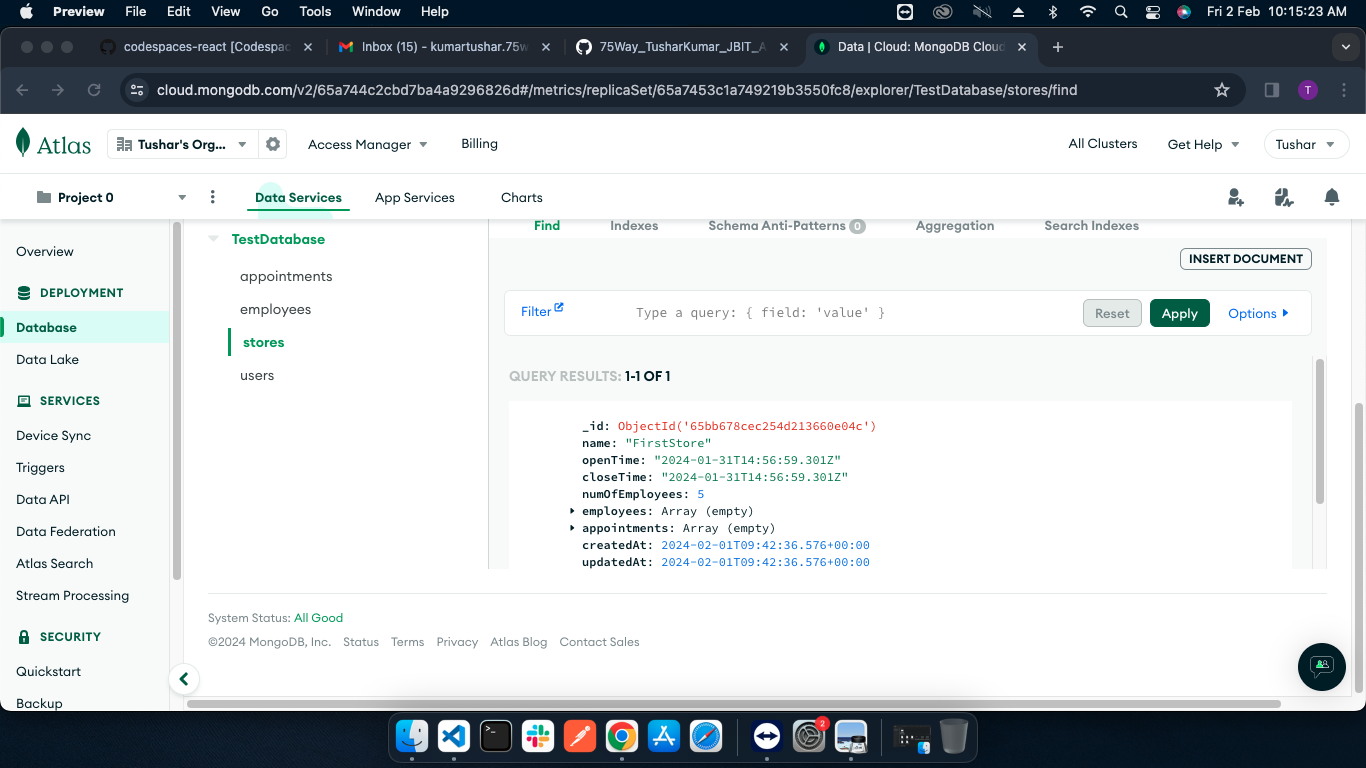 Preview File Edit View Go Tools Window Help Fri 2 Feb 10:15:23 AM
codespaces-react [Codespac Inbox (15) - kumartushar.75w 75Way_TusharKumar_JBIT_A Data | Cloud: MongoDB Cloud
cloud.mongodb.com/v2/65a744c2cbd7ba4a9296826d#/metrics/replicaSet/65a7453c1a749219b3550fc8/explorer/TestDatabase/stores/find T
Atlas Tushar's Org... Access Manager Billing All Clusters Get Help Tushar
Project 0 Data Services App Services Charts
Overview
DEPLOYMENT
Database
Data Lake
SERVICES
Device Sync
Triggers
Data API
Data Federation
Atlas Search
Stream Processing
SECURITY
Quickstart
Backup
TestDatabase
appointments
employees
stores
users
Find Indexes Schema Anti-Patterns 0 Aggregation Search Indexes
INSERT DOCUMENT
Filter Type a query: { field: 'value' } Reset Apply Options
QUERY RESULTS: 1-1 OF 1
_id: ObjectId('65bb678cec254d213660e04c')
name: "FirstStore"
openTime: "2024-01-31T14:56:59.301Z"
closeTime: "2024-01-31T14:56:59.301Z"
numOfEmployees: 5
employees: Array (empty)
appointments: Array (empty)
createdAt: 2024-02-01T09:42:36.576+00:00
updatedAt: 2024-02-01T09:42:36.576+00:00
System Status: All Good
©2024 MongoDB, Inc. Status Terms Privacy Atlas Blog Contact Sales
2